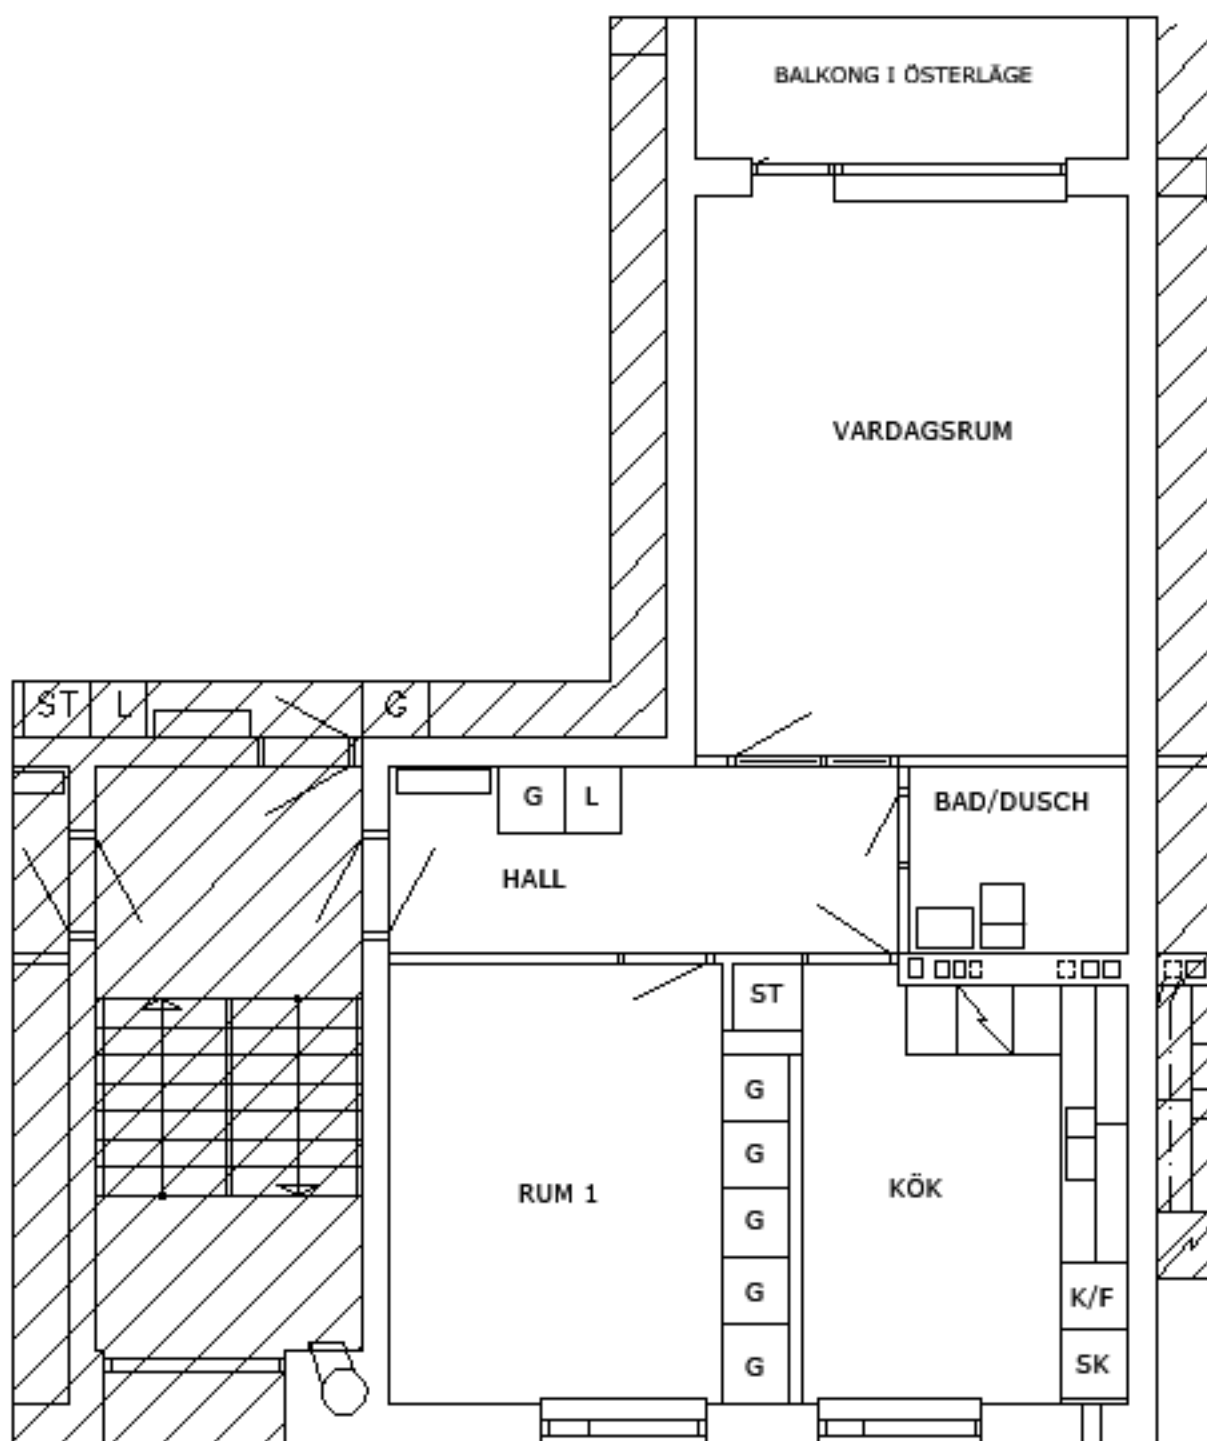 BALKONG I ÖSTERLÄGE
VARDAGSRUM
ST L G
G L
BAD/DUSCH
HALL
ST
G
G
RUM 1
KÖK
G
G
K/F
G
SK